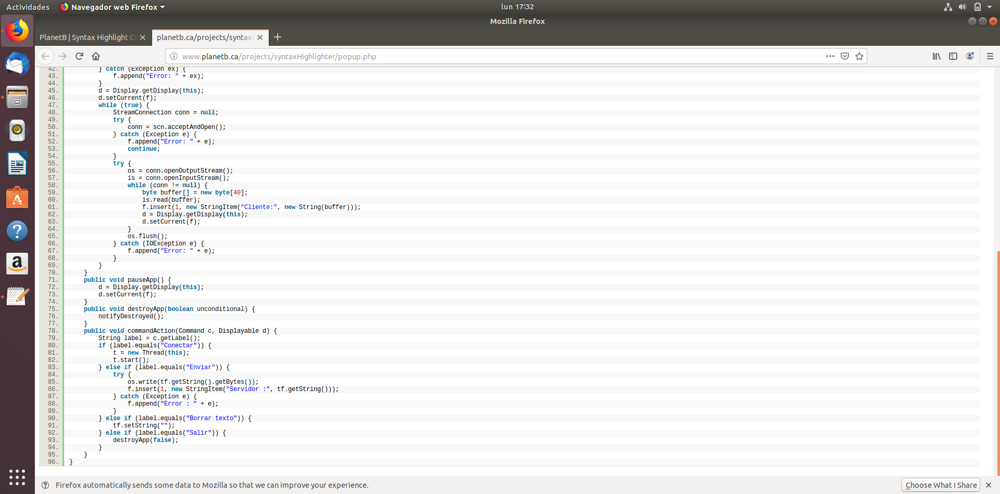 Actividades
Navegador web Firefox
lun 17:32
Mozilla Firefox
PlanetB | Syntax Highlight
planetb.ca/projects/syntax
www.planetb.ca/projects/syntaxHighlighter/popup.php
42. } catch (Exception ex) {
43. f.append("Error: " + ex);
44. }
45. d = Display.getDisplay(this);
46. d.setCurrent(f);
47. while (true) {
48. StreamConnection conn = null;
49. try {
50. conn = scn.acceptAndOpen();
51. } catch (Exception e) {
52. f.append("Error: " + e);
53. continue;
54. }
55. try {
56. os = conn.openOutputStream();
57. is = conn.openInputStream();
58. while (conn != null) {
59. byte buffer[] = new byte[40];
60. is.read(buffer);
61. f.insert(1, new StringItem("Cliente:", new String(buffer)));
62. d = Display.getDisplay(this);
63. d.setCurrent(f);
64. }
65. os.flush();
66. } catch (IOException e) {
67. f.append("Error: " + e);
68. }
69. }
70. }
71. public void pauseApp() {
72. d = Display.getDisplay(this);
73. d.setCurrent(f);
74. }
75. public void destroyApp(boolean unconditional) {
76. notifyDestroyed();
77. }
78. public void commandAction(Command c, Displayable d) {
79. String label = c.getLabel();
80. if (label.equals("Conectar")) {
81. t = new Thread(this);
82. t.start();
83. } else if (label.equals("Enviar")) {
84. try {
85. os.write(tf.getString().getBytes());
86. f.insert(1, new StringItem("Servidor :", tf.getString()));
87. } catch (Exception e) {
88. f.append("Error : " + e);
89. }
90. } else if (label.equals("Borrar texto")) {
91. tf.setString("");
92. } else if (label.equals("Salir")) {
93. destroyApp(false);
94. }
95. }
96. }
Firefox automatically sends some data to Mozilla so that we can improve your experience.
Choose What I Share